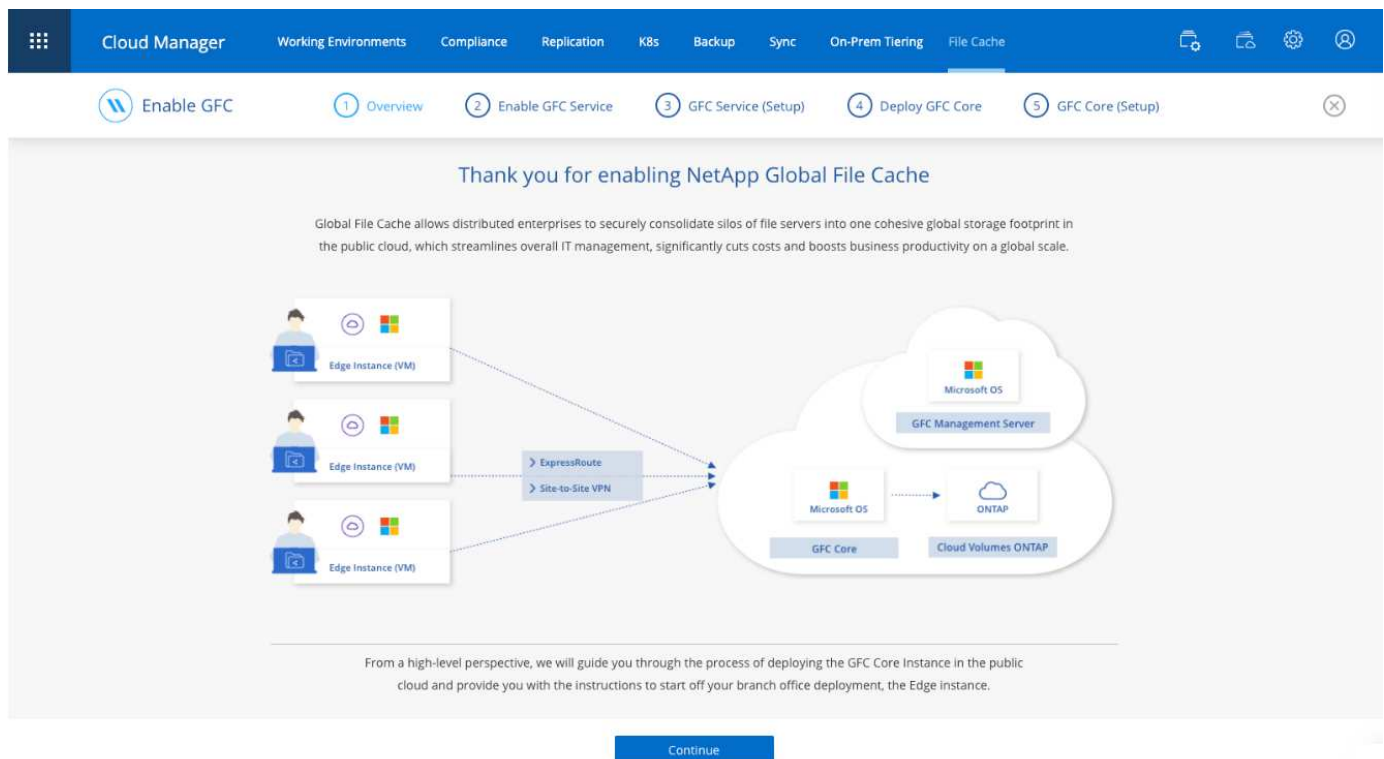 Cloud Manager
Working Environments
Compliance
Replication
K8s
Backup
Sync
On-Prem Tiering
File Cache
Enable GFC
1 Overview
2 Enable GFC Service
3 GFC Service (Setup)
4 Deploy GFC Core
5 GFC Core (Setup)
Thank you for enabling NetApp Global File Cache
Global File Cache allows distributed enterprises to securely consolidate silos of file servers into one cohesive global storage footprint in
the public cloud, which streamlines overall IT management, significantly cuts costs and boosts business productivity on a global scale.
Edge Instance (VM)
Edge Instance (VM)
Edge Instance (VM)
ExpressRoute
Site-to-Site VPN
Microsoft OS
GFC Management Server
Microsoft OS
GFC Core
ONTAP
Cloud Volumes ONTAP
From a high-level perspective, we will guide you through the process of deploying the GFC Core Instance in the public
cloud and provide you with the instructions to start off your branch office deployment, the Edge instance.
Continue